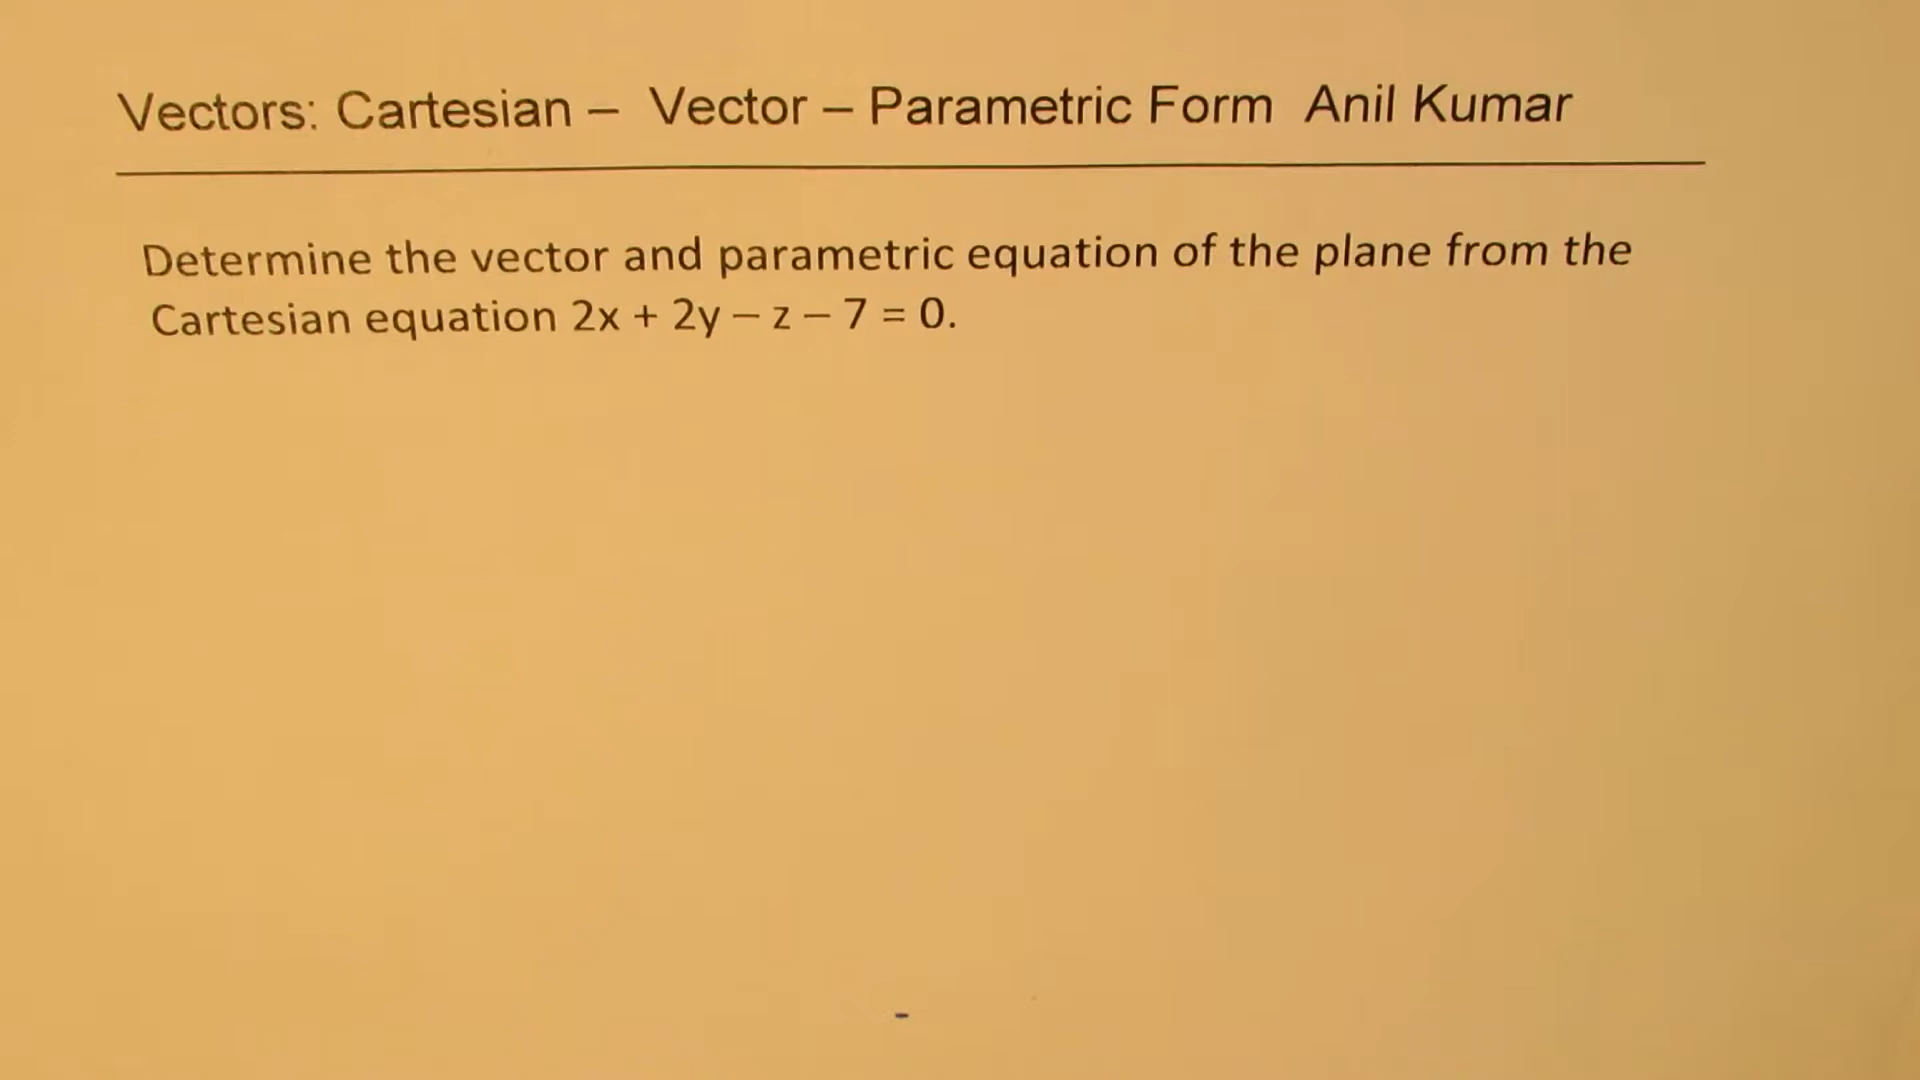 Vectors: Cartesian – Vector – Parametric Form Anil Kumar
Determine the vector and parametric equation of the plane from the
Cartesian equation 2x + 2y – z – 7 = 0.